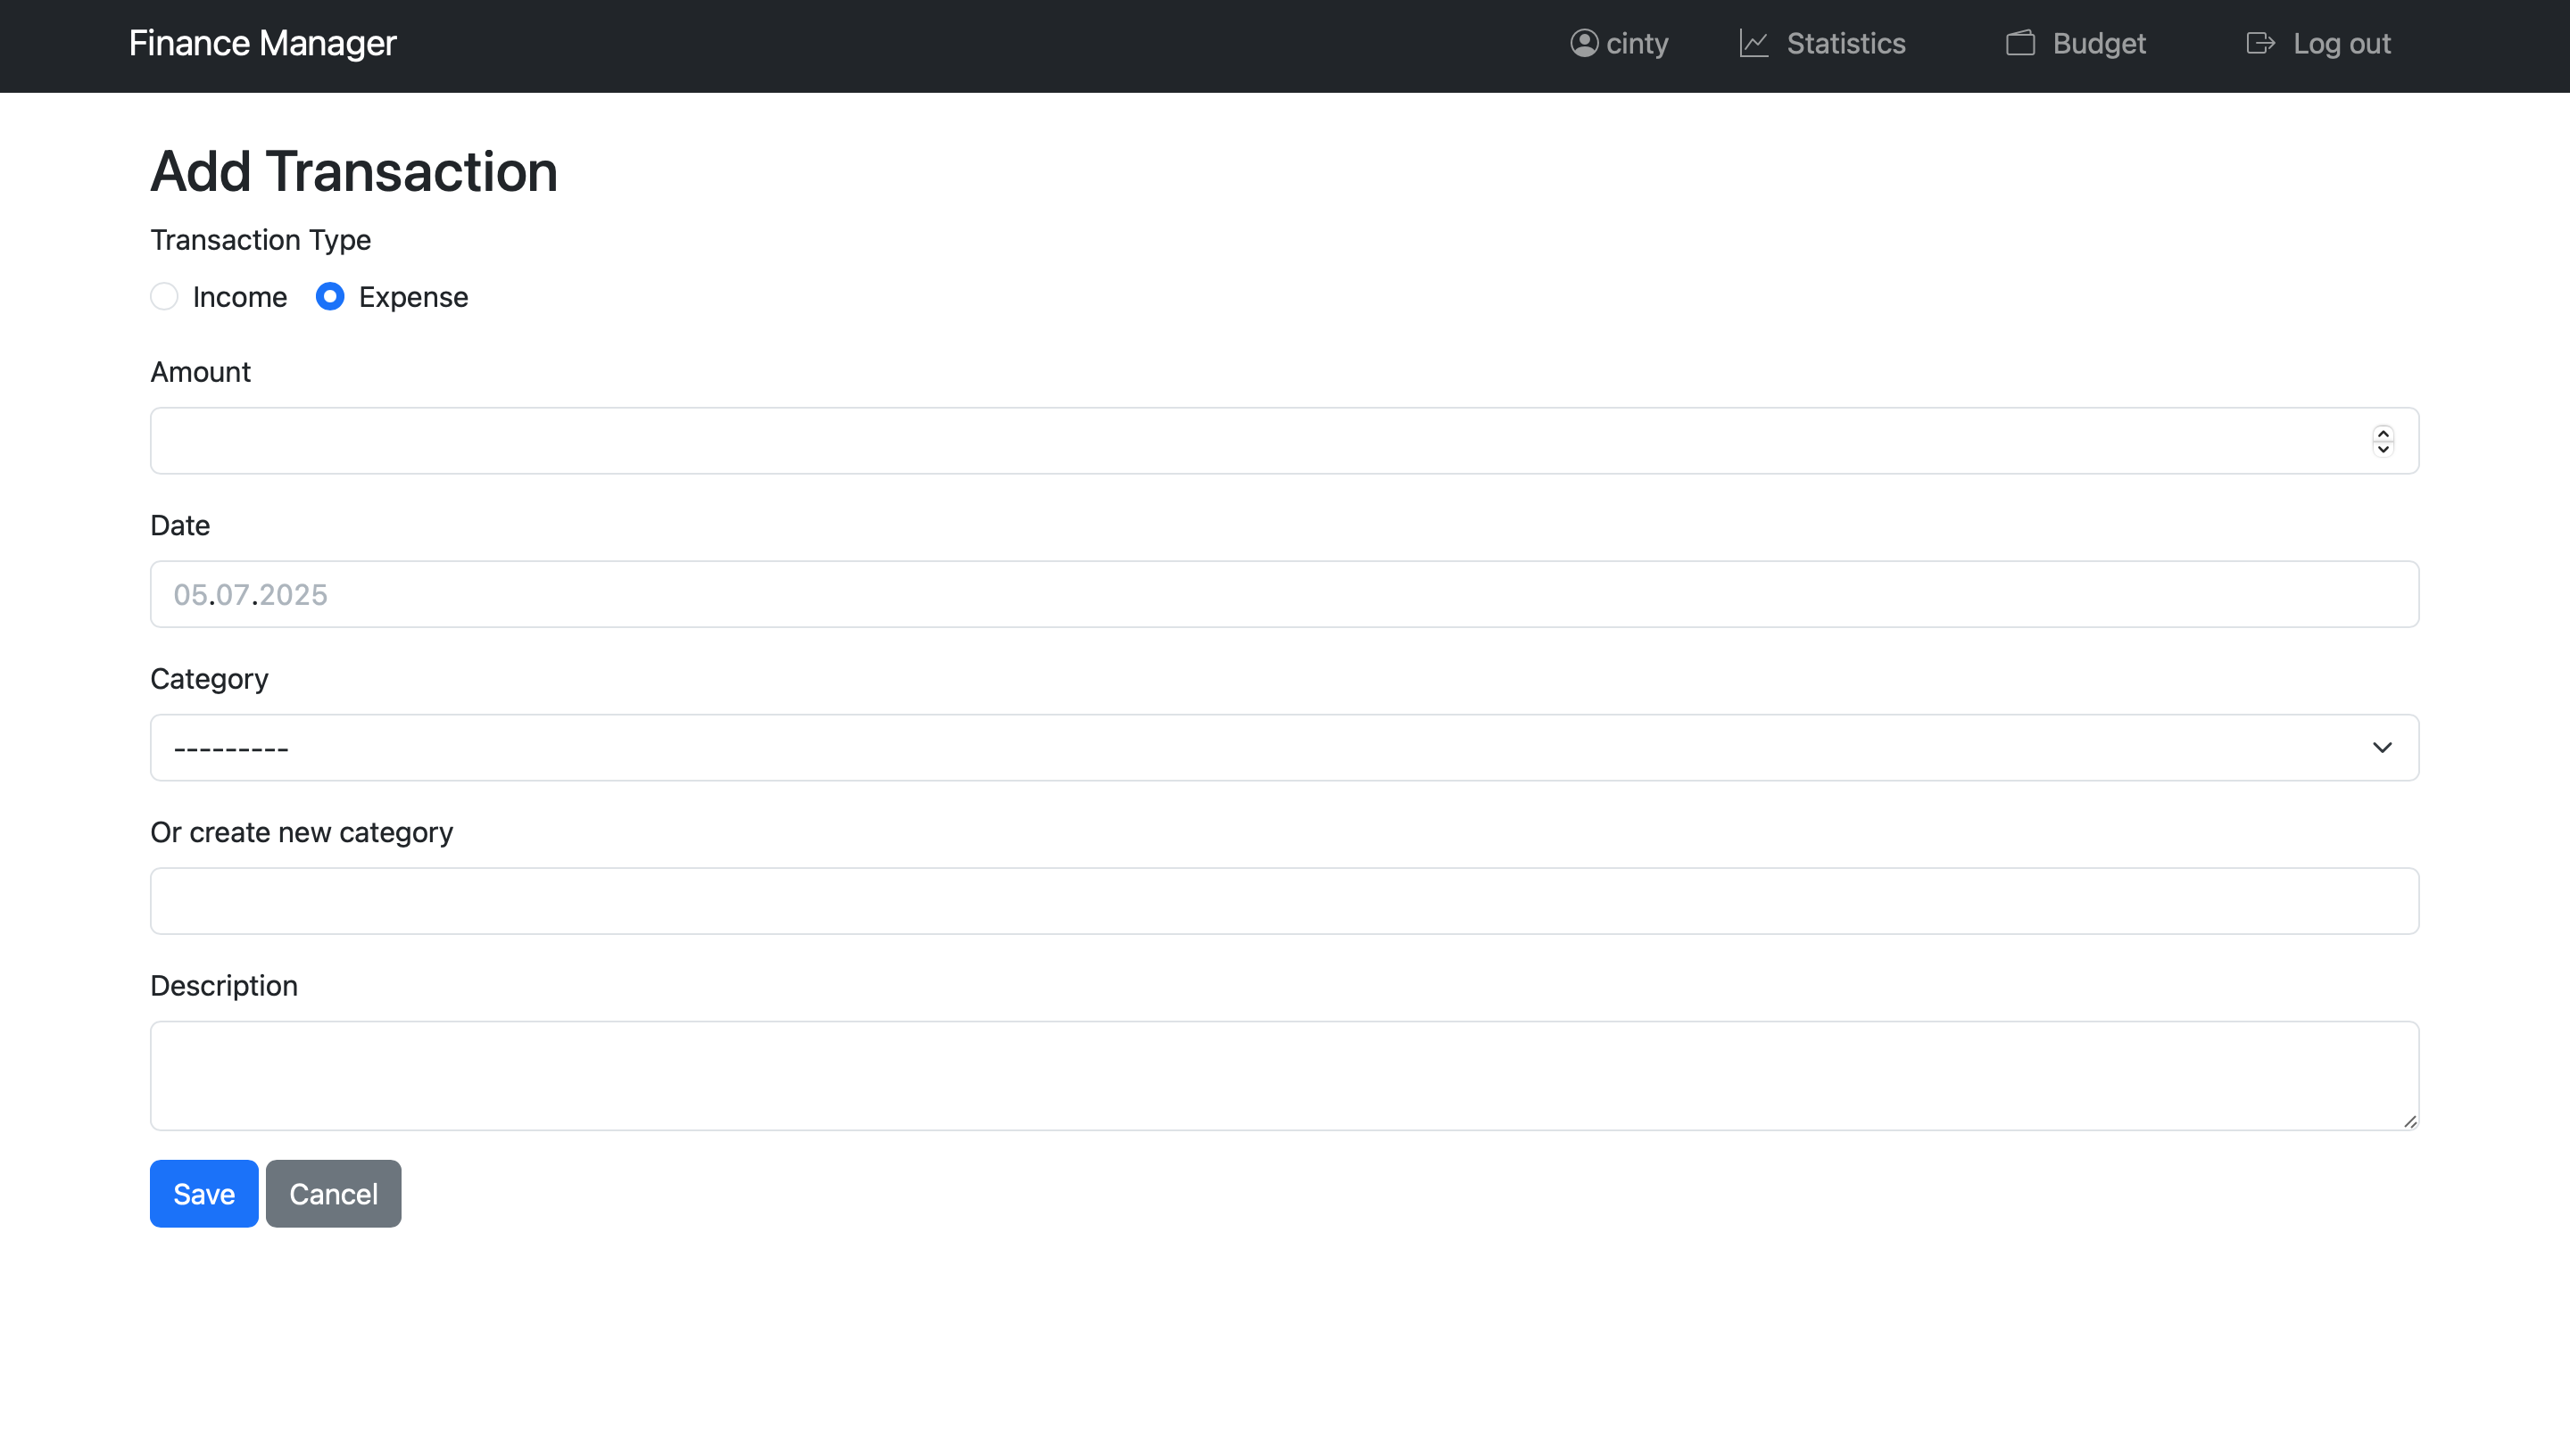 Finance Manager cinty Statistics Budget Log out
Add Transaction
Transaction Type
Income Expense
Amount
Date
05.07.2025
Category
---------
Or create new category
Description
Save Cancel